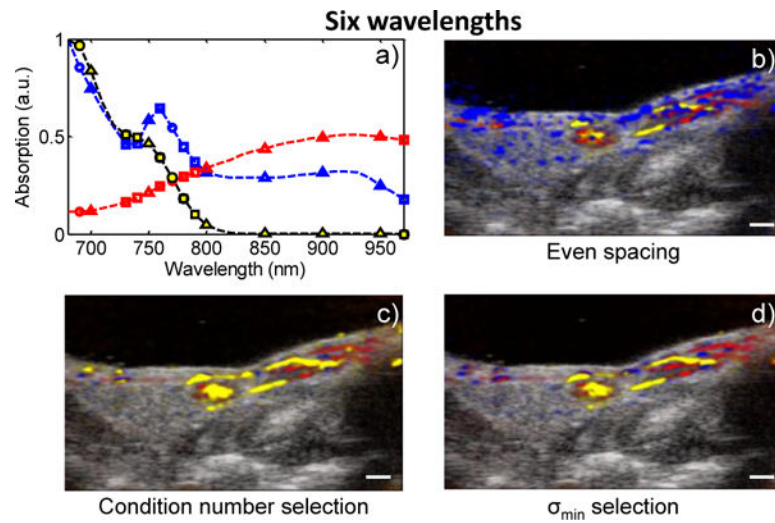 Six wavelengths
a)
1
0.5
0
Absorption (a.u.)
700 750 800 850 900 950
Wavelength (nm)
b)
Even spacing
c)
Condition number selection
d)
σmin selection